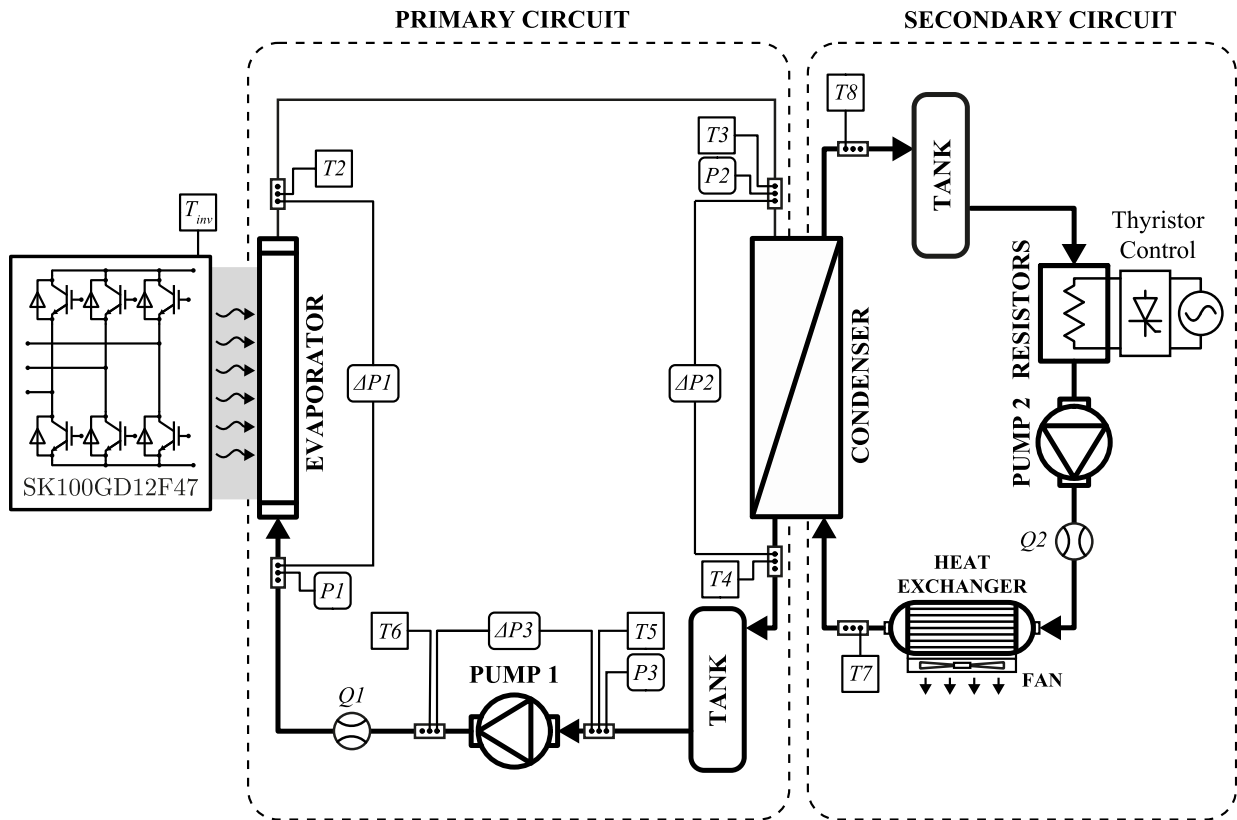 PRIMARY CIRCUIT
SECONDARY CIRCUIT
T8
T3
P2
T2
T_inv
TANK
Thyristor
Control
EVAPORATOR
ΔP1
ΔP2
CONDENSER
RESISTORS
PUMP 2
SK100GD12F47
Q2
P1
T4
HEAT
EXCHANGER
T6
ΔP3
T5
P3
PUMP 1
T7
FAN
Q1
TANK